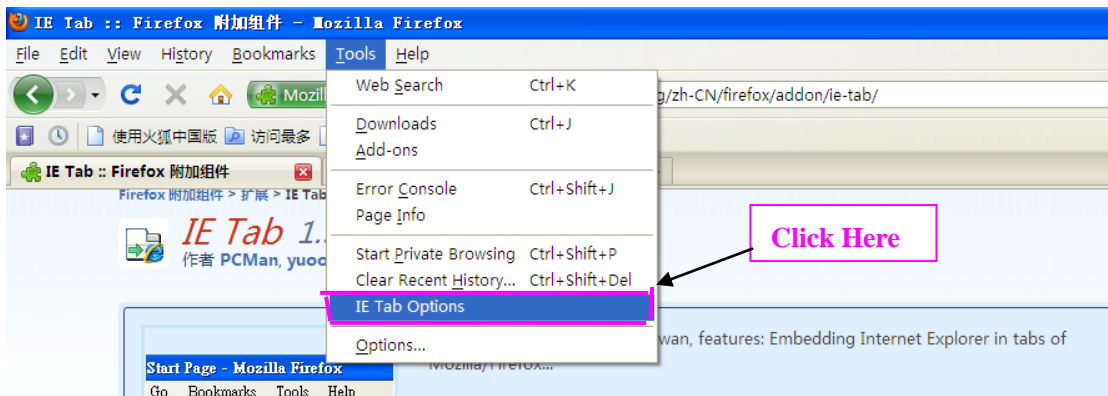 IE Tab :: Firefox 附加组件 - Mozilla Firefox
File Edit View History Bookmarks Tools Help
Web Search Ctrl+K
Mozill
g/zh-CN/firefox/addon/ie-tab/
Downloads Ctrl+J
使用火狐中国版 访问最多
Add-ons
IE Tab :: Firefox 附加组件
Error Console Ctrl+Shift+J
Firefox 附加组件 > 扩展 > IE Tab
Page Info
IE Tab 1.
Click Here
Start Private Browsing Ctrl+Shift+P
作者 PCMan, yuoo
Clear Recent History... Ctrl+Shift+Del
IE Tab Options
Options...
wan, features: Embedding Internet Explorer in tabs of
Mozilla/Firefox...
Start Page - Mozilla Firefox
Go Bookmarks Tools Help